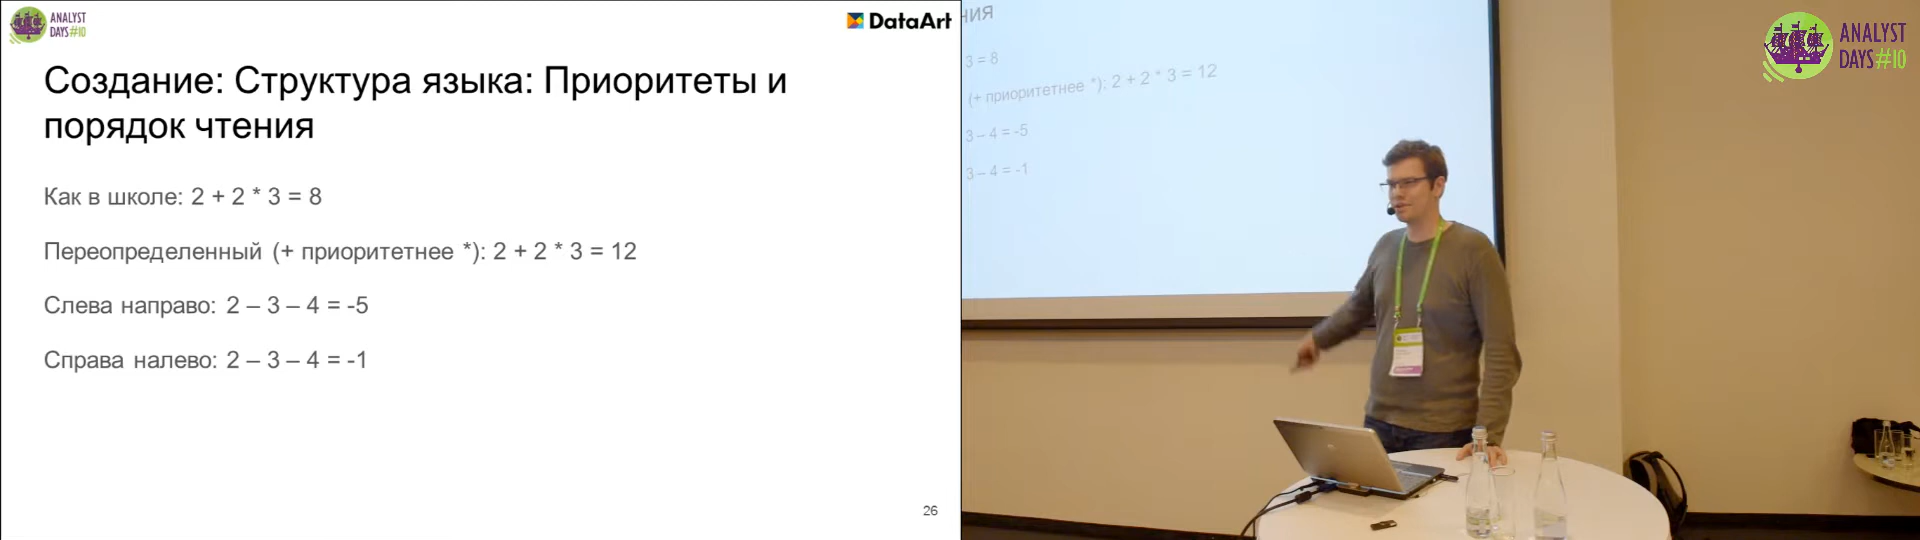 ANALYST
DAYS#10
DataArt
Создание: Структура языка: Приоритеты и
порядок чтения
Как в школе: 2 + 2 * 3 = 8
Переопределенный (+ приоритетнее *): 2 + 2 * 3 = 12
Слева направо: 2 – 3 – 4 = -5
Справа налево: 2 – 3 – 4 = -1
26
ния
3 = 8
(+ приоритетнее *): 2 + 2 * 3 = 12
3 – 4 = -5
3 – 4 = -1
ANALYST
DAYS#10